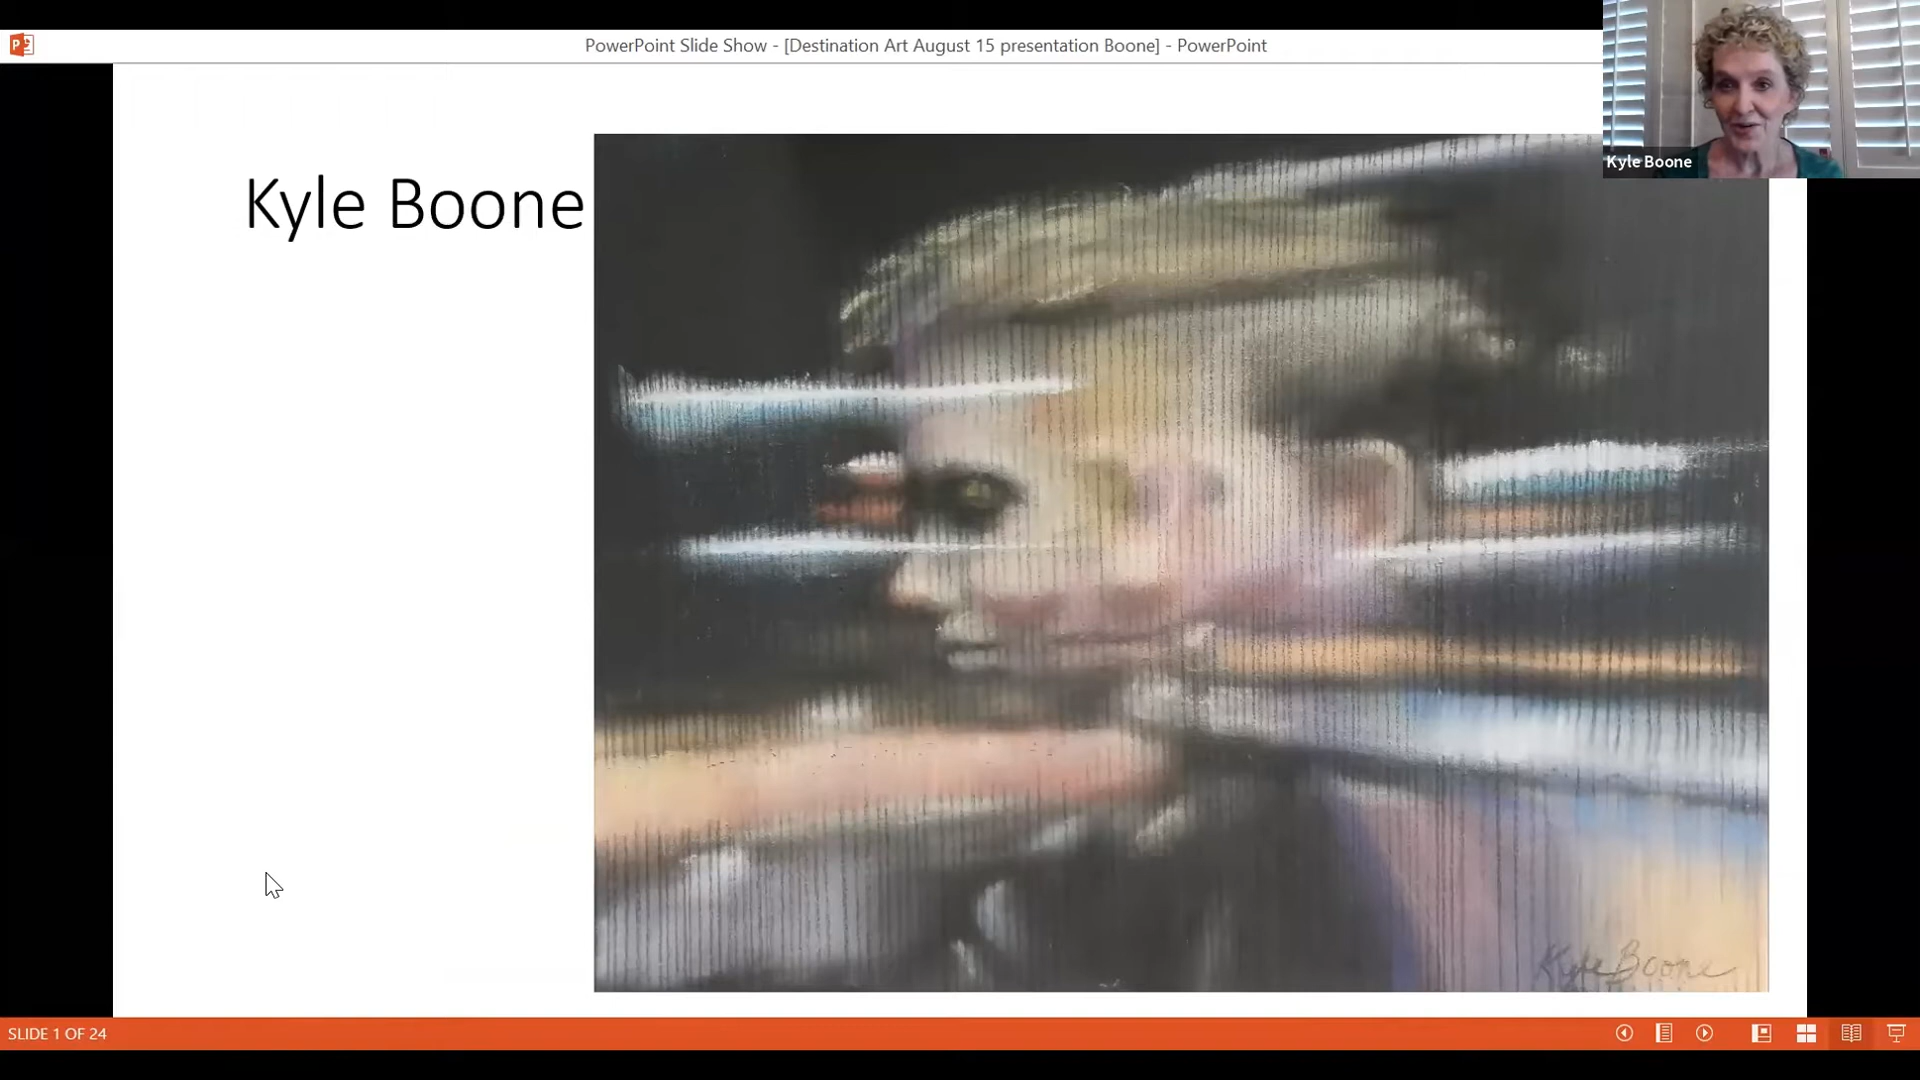 PowerPoint Slide Show - [Destination Art August 15 presentation Boone] - PowerPoint
Kyle Boone
Kyle Boone
Kyle Boone
SLIDE 1 OF 24